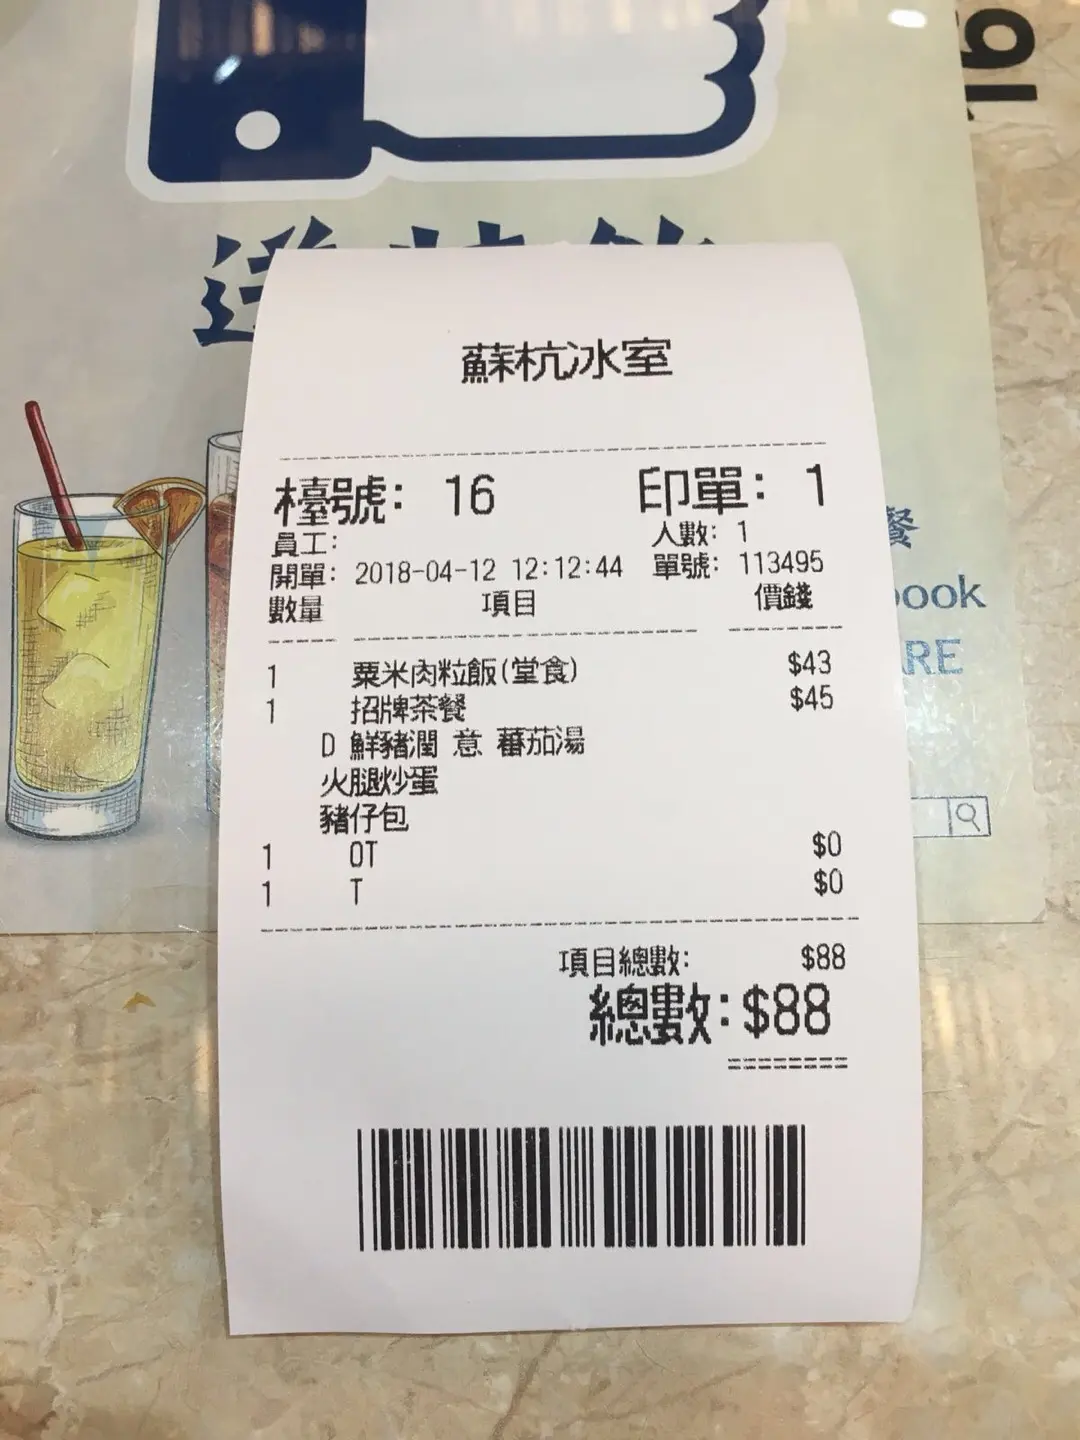 蘇杭冰室
檯號: 16 印單: 1
員工: 人數: 1
開單: 2018-04-12 12:12:44 單號: 113495
數量 項目 價錢
1 粟米肉粒飯(堂食) $43
1 招牌茶餐 $45
D 鮮豬潤 意 蕃茄湯
火腿炒蛋
豬仔包
1 OT $0
1 T $0
項目總數: $88
總數: $88
餐
book